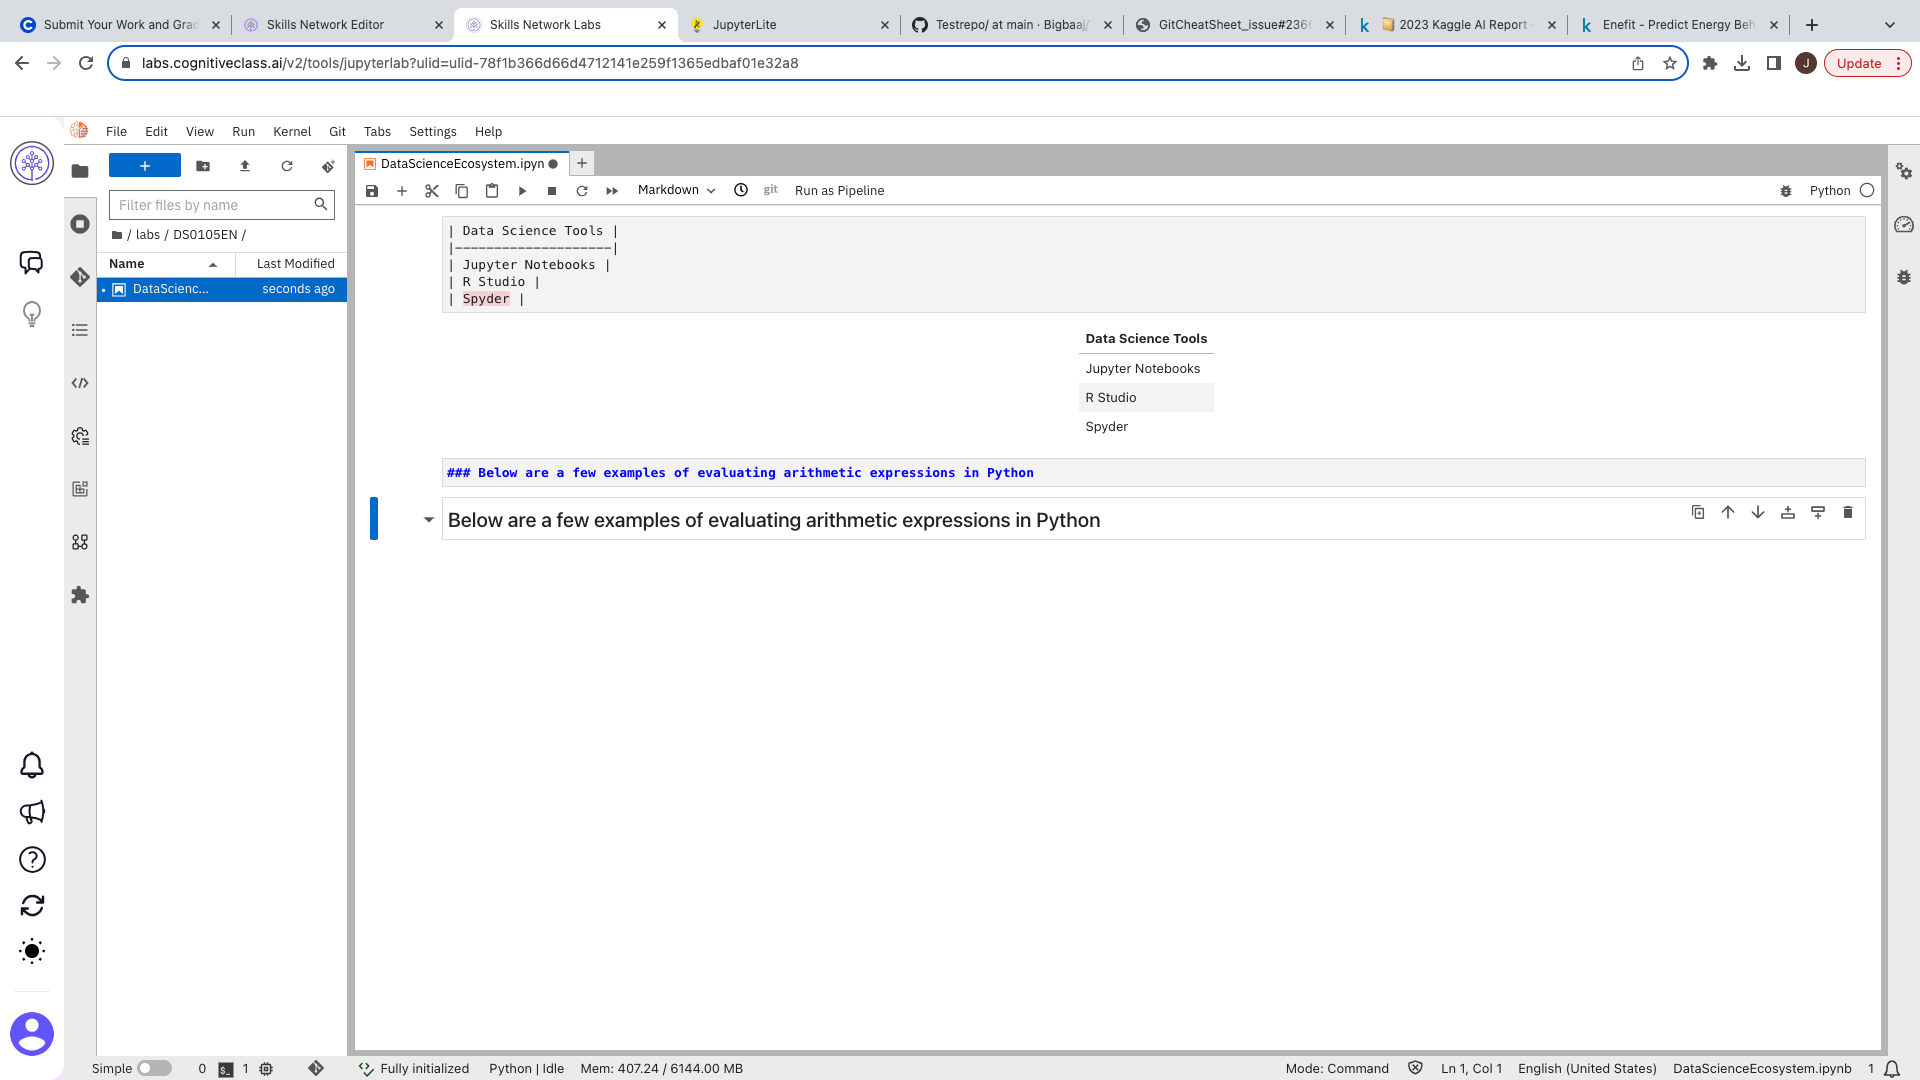 Submit Your Work and Grad
Skills Network Editor
Skills Network Labs
JupyterLite
Testrepo/ at main · Bigbaaj/
GitCheatSheet_issue#236
2023 Kaggle AI Report -
Enefit - Predict Energy Beh
labs.cognitiveclass.ai/v2/tools/jupyterlab?ulid=ulid-78f1b366d66d4712141e259f1365edbaf01e32a8
J
Update
File Edit View Run Kernel Git Tabs Settings Help
DataScienceEcosystem.ipyn
Markdown
git
Run as Pipeline
Python
Filter files by name
/ labs / DS0105EN /
Name
Last Modified
DataScienc...
seconds ago
| Data Science Tools |
|--------------------|
| Jupyter Notebooks |
| R Studio |
| Spyder |
Data Science Tools
Jupyter Notebooks
R Studio
Spyder
### Below are a few examples of evaluating arithmetic expressions in Python
Below are a few examples of evaluating arithmetic expressions in Python
Simple
0
$_
1
Fully initialized
Python | Idle
Mem: 407.24 / 6144.00 MB
Mode: Command
Ln 1, Col 1
English (United States)
DataScienceEcosystem.ipynb
1